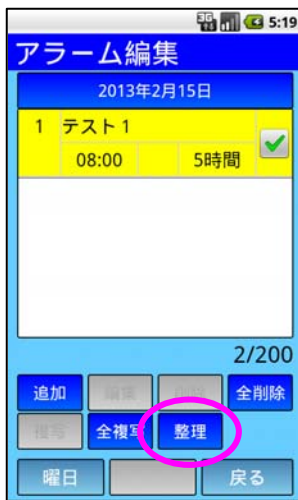 3G 5:19
アラーム編集
2013年2月15日
1 テスト1
08:00 5時間
2/200
追加 編集 削除 全削除
複写 全複写 整理
曜日 戻る